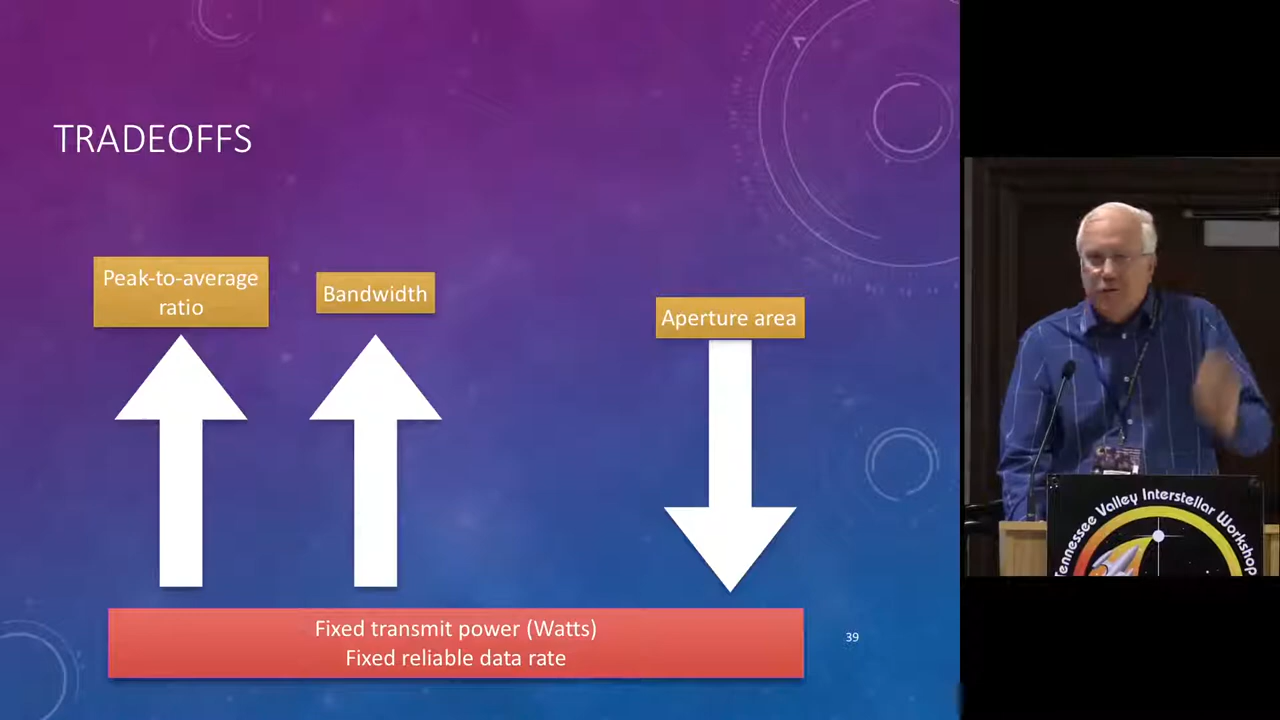 TRADEOFFS
Peak-to-average
ratio
Bandwidth
Aperture area
Fixed transmit power (Watts)
Fixed reliable data rate
39
Tennessee Valley Interstellar Workshop